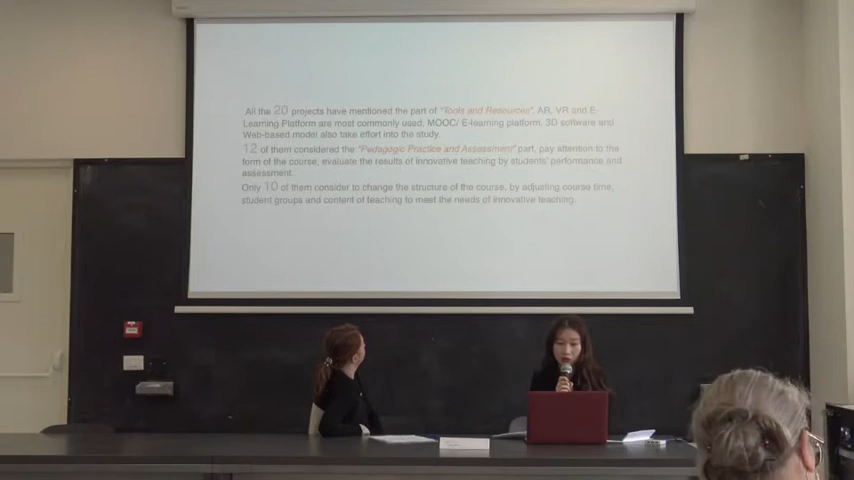 All the 20 projects have mentioned the part of "Tools and Resources". AR, VR and E-
Learning Platform are most commonly used, MOOC/ E-learning platform, 3D software and
Web-based model also take effort into the study.
12 of them considered the "Pedagogic Practice and Assessment" part, pay attention to the
form of the course, evaluate the results of innovative teaching by students' performance and
assessment.
Only 10 of them consider to change the structure of the course, by adjusting course time,
student groups and content of teaching to meet the needs of innovative teaching.